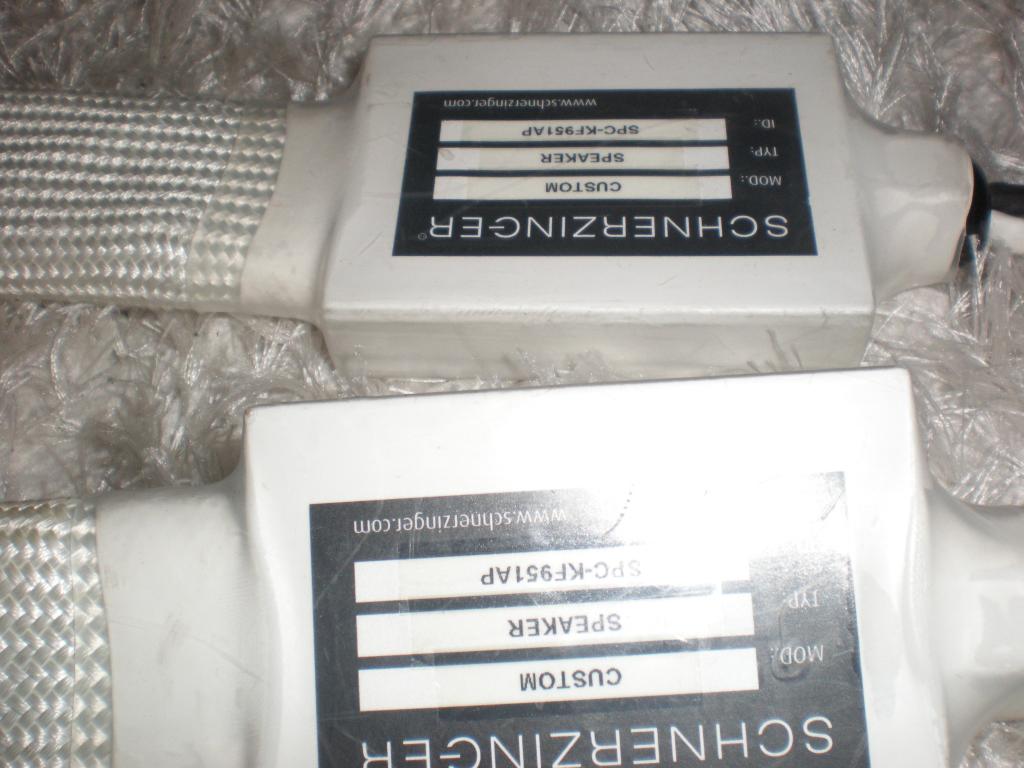 SCHNERZINGER®
MOD.: CUSTOM
TYP: SPEAKER
ID.: SPC-KF951AP
www.schnerzinger.com
SCHNERZINGER
MOD.: CUSTOM
TYP. SPEAKER
SPC-KF951AP
www.schnerzinger.com